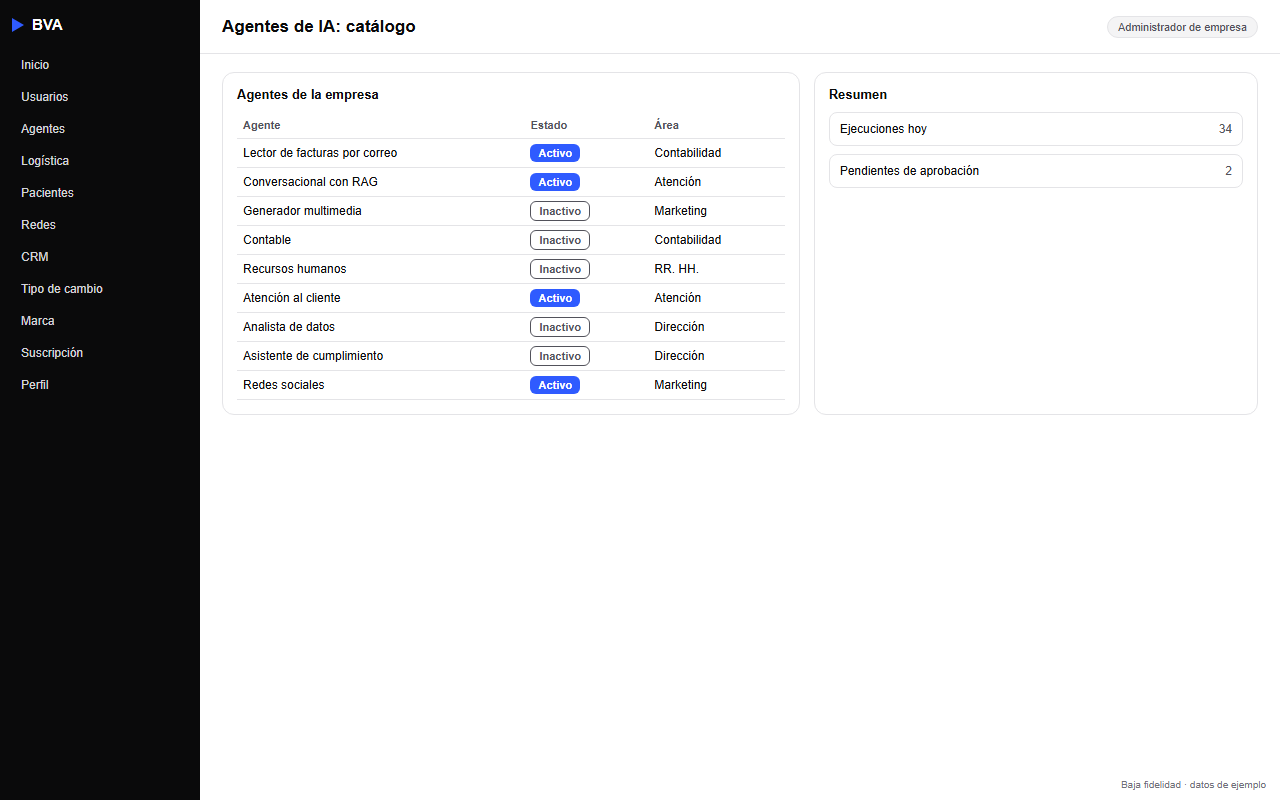 BVA
Inicio
Usuarios
Agentes
Logística
Pacientes
Redes
CRM
Tipo de cambio
Marca
Suscripción
Perfil
Agentes de IA: catálogo
Administrador de empresa
Agentes de la empresa
Agente Estado Área
Lector de facturas por correo Activo Contabilidad
Conversacional con RAG Activo Atención
Generador multimedia Inactivo Marketing
Contable Inactivo Contabilidad
Recursos humanos Inactivo RR. HH.
Atención al cliente Activo Atención
Analista de datos Inactivo Dirección
Asistente de cumplimiento Inactivo Dirección
Redes sociales Activo Marketing
Resumen
Ejecuciones hoy 34
Pendientes de aprobación 2
Baja fidelidad · datos de ejemplo